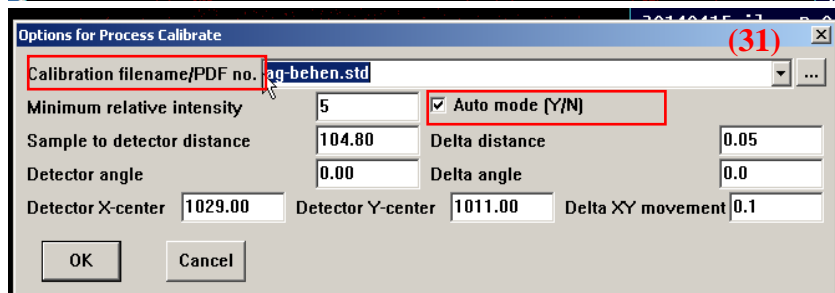 Options for Process Calibrate
(31)
Calibration filename/PDF no. ag-behen.std ...
Minimum relative intensity 5 Auto mode (Y/N)
Sample to detector distance 104.80 Delta distance 0.05
Detector angle 0.00 Delta angle 0.0
Detector X-center 1029.00 Detector Y-center 1011.00 Delta XY movement 0.1
OK Cancel